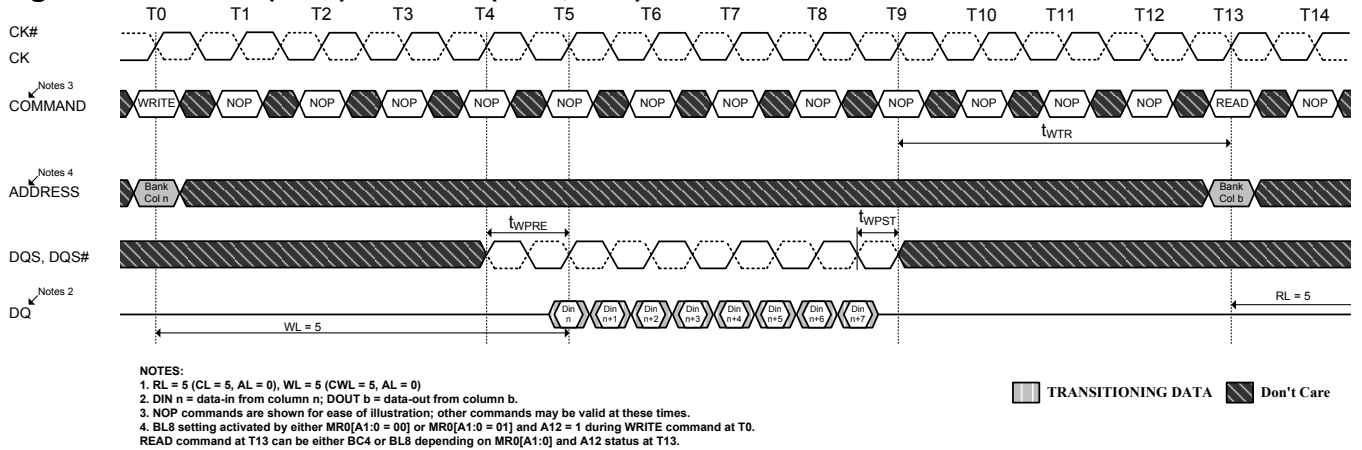 T0 T1 T2 T3 T4 T5 T6 T7 T8 T9 T10 T11 T12 T13 T14
CK#
CK
Notes 3
COMMAND
WRITE NOP NOP NOP NOP NOP NOP NOP NOP NOP NOP NOP NOP READ NOP
tWTR
Notes 4
ADDRESS
Bank
Col n
Bank
Col b
tWPRE
tWPST
DQS, DQS#
Notes 2
DQ
Din
n
Din
n+1
Din
n+2
Din
n+3
Din
n+4
Din
n+5
Din
n+6
Din
n+7
RL = 5
WL = 5
NOTES:
1. RL = 5 (CL = 5, AL = 0), WL = 5 (CWL = 5, AL = 0)
2. DIN n = data-in from column n; DOUT b = data-out from column b.
3. NOP commands are shown for ease of illustration; other commands may be valid at these times.
4. BL8 setting activated by either MR0[A1:0 = 00] or MR0[A1:0 = 01] and A12 = 1 during WRITE command at T0.
READ command at T13 can be either BC4 or BL8 depending on MR0[A1:0] and A12 status at T13.
TRANSITIONING DATA
Don't Care